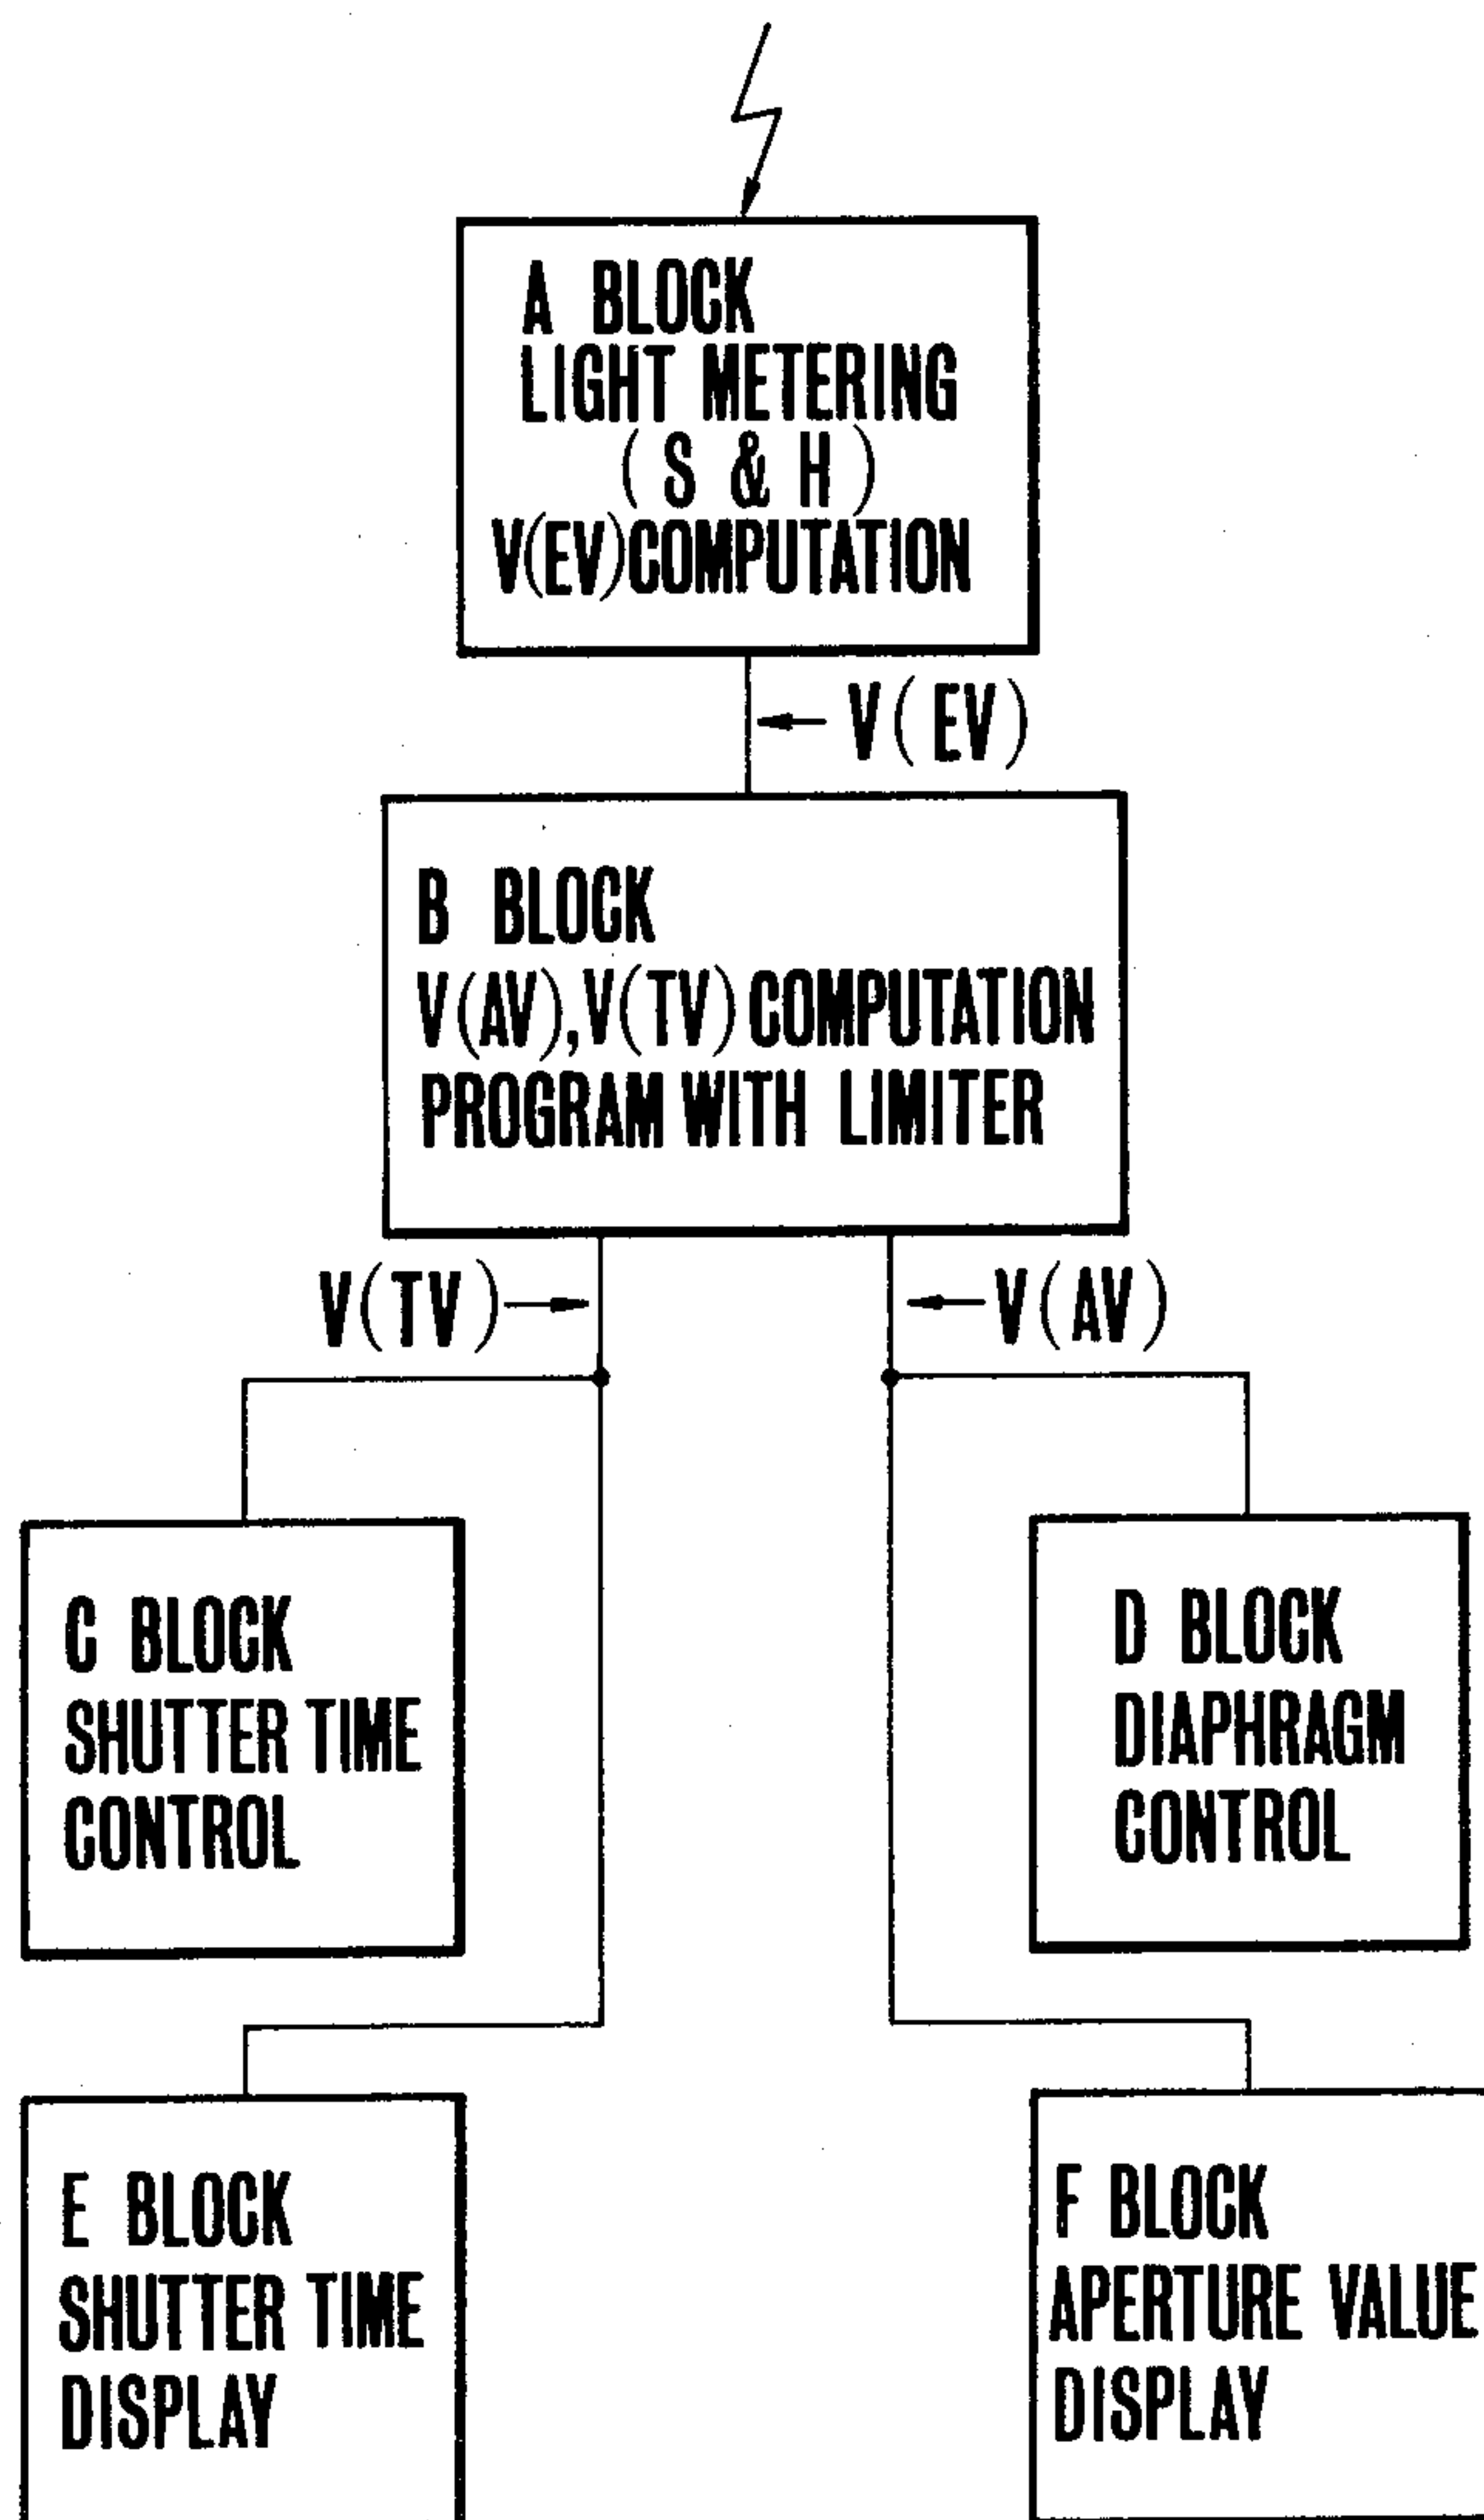 A BLOCK
LIGHT METERING
(S & H)
V(EV)COMPUTATION
V(EV)
B BLOCK
V(AV),V(TV)COMPUTATION
PROGRAM WITH LIMITER
V(TV)
V(AV)
C BLOCK
SHUTTER TIME
CONTROL
D BLOCK
DIAPHRAGM
CONTROL
E BLOCK
SHUTTER TIME
DISPLAY
F BLOCK
APERTURE VALUE
DISPLAY